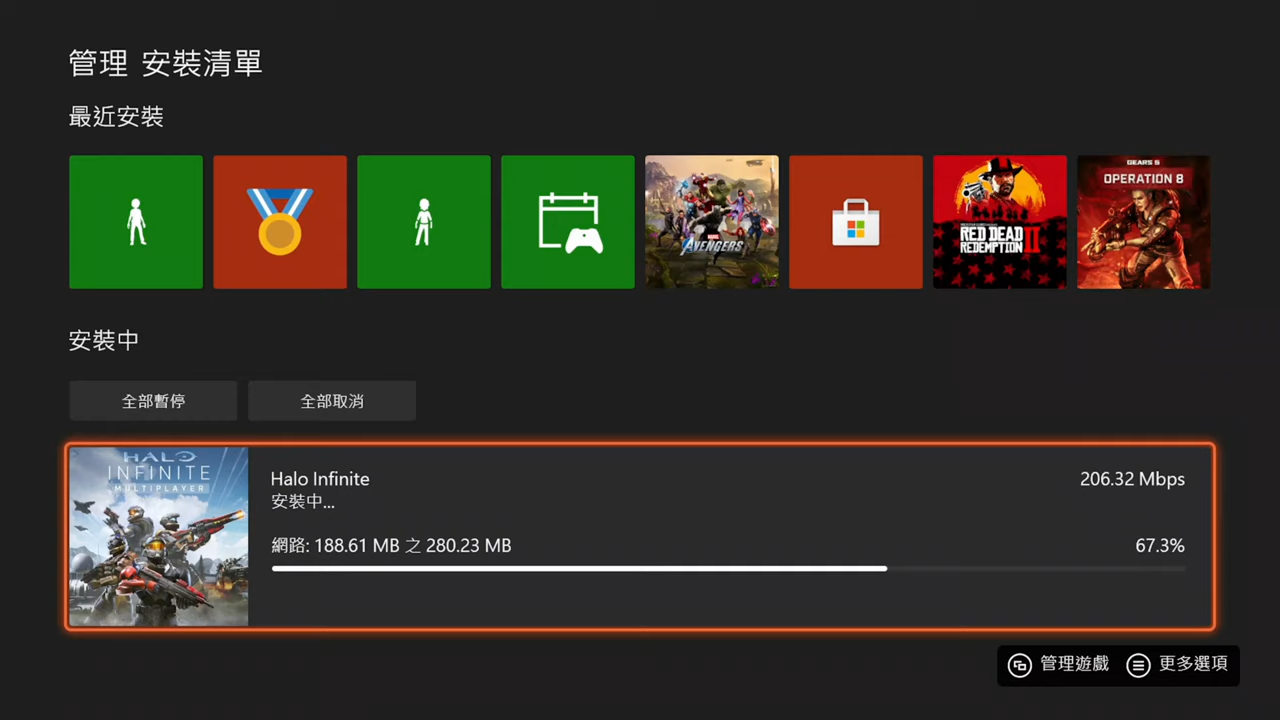 管理 安裝清單
最近安裝
MARVEL
AVENGERS
RED DEAD
REDEMPTION II
GEARS 5
OPERATION 8
安裝中
全部暫停
全部取消
HALO
INFINITE
MULTIPLAYER
Halo Infinite
206.32 Mbps
安裝中...
網路: 188.61 MB 之 280.23 MB
67.3%
管理遊戲
更多選項